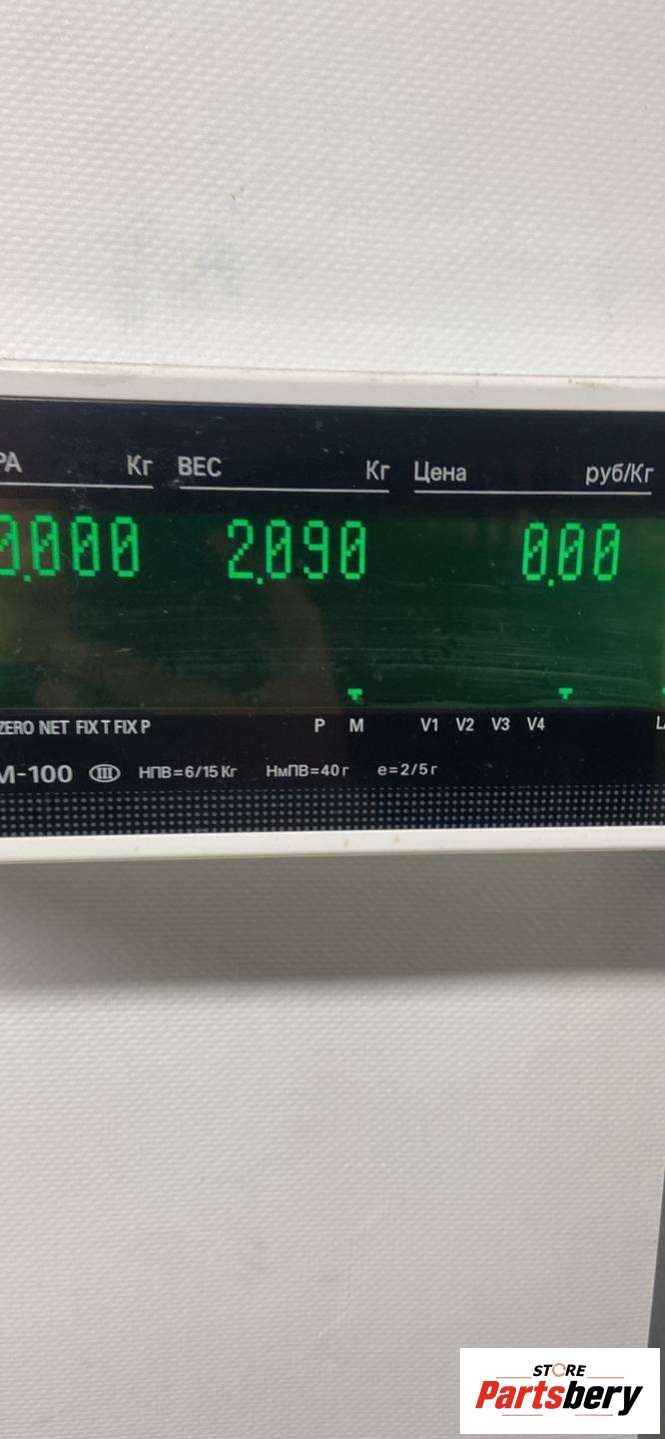 РА Кг ВЕС Кг Цена руб/Кг
0.000 2.090 0.00
ZERO NET FIX T FIX P P M V1 V2 V3 V4
M-100 III НПВ=6/15 Кг НмПВ=40 г e=2/5 г
STORE
Partsbery